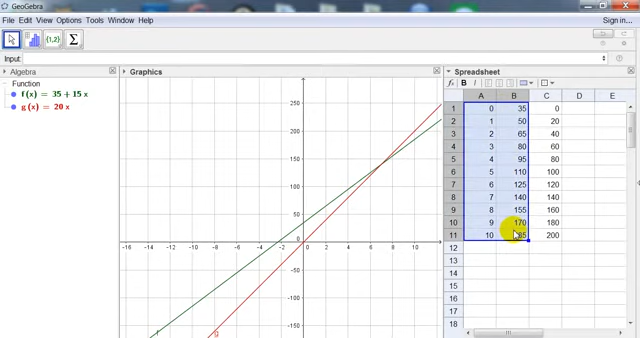 GeoGebra
File Edit View Options Tools Window Help
Sign in...
{1,2} Σ
Input:
Algebra
Graphics
Spreadsheet
B I
Function
f (x) = 35 + 15 x
g (x) = 20 x
250
200
150
100
50
0
-50
-100
-150
-16 -14 -12 -10 -8 -6 -4 -2 0 2 4 6 8 10
f
g
A B C D E
1 0 35 0
2 1 50 20
3 2 65 40
4 3 80 60
5 4 95 80
6 5 110 100
7 6 125 120
8 7 140 140
9 8 155 160
10 9 170 180
11 10 200
12
13
14
15
16
17
18